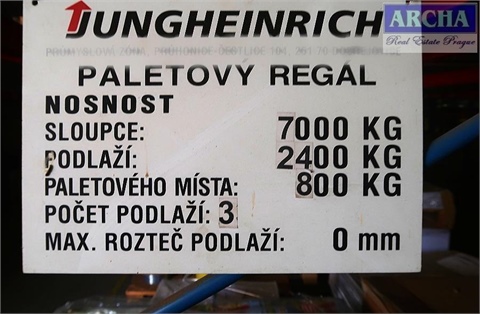 JUNGHEINRICH
ARCHA
Real Estate Prague
PALETOVY REGÁL
NOSNOST
SLOUPCE: 7000 KG
PODLAŽÍ: 2400 KG
PALETOVÉHO MÍSTA: 800 KG
POČET PODLAŽÍ: 3
MAX. ROZTEČ PODLAŽÍ: 0 mm